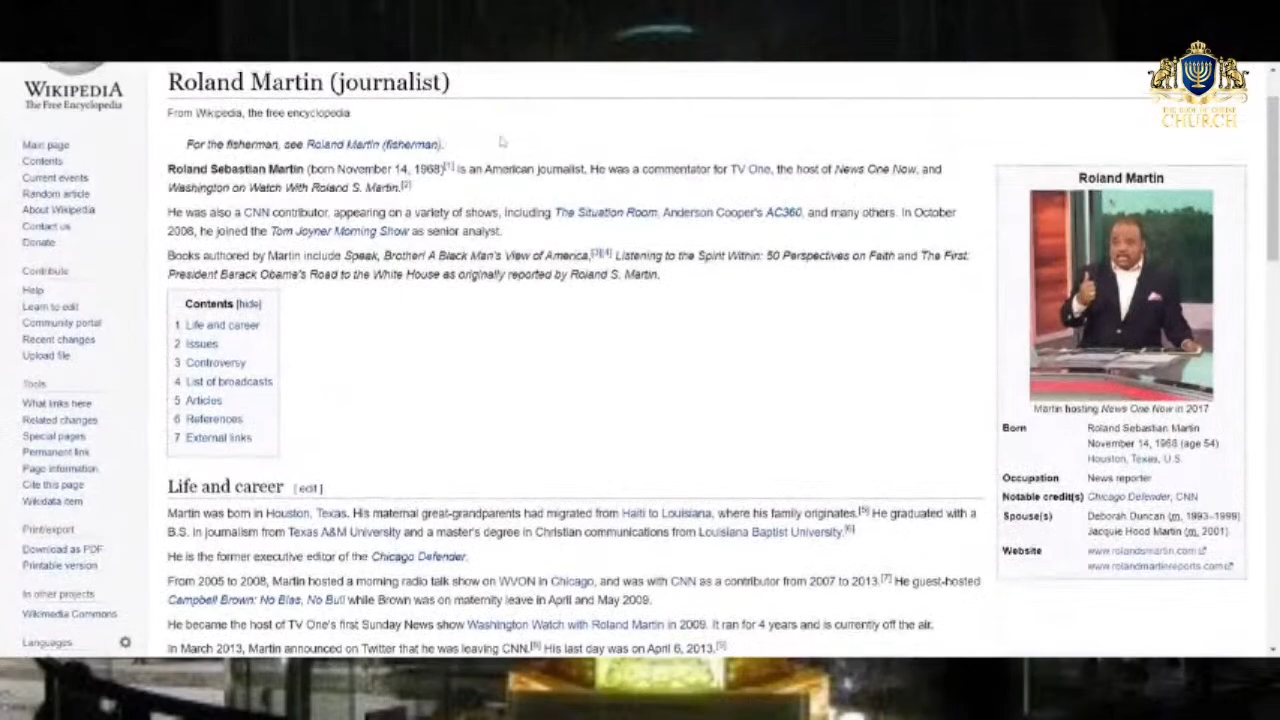 Roland Martin (journalist)
WIKIPEDIA
The Free Encyclopedia
Main page
Contents
Current events
Random article
About Wikipedia
Contact us
Donate
Contribute
Help
Learn to edit
Community portal
Recent changes
Upload file
Tools
What links here
Related changes
Special pages
Permanent link
Page information
Cite this page
Wikidata item
Print/export
Download as PDF
Printable version
In other projects
Wikimedia Commons
Languages
From Wikipedia, the free encyclopedia
For the fisherman, see Roland Martin (fisherman).
Roland Sebastian Martin (born November 14, 1968)[1] is an American journalist. He was a commentator for TV One, the host of News One Now, and
Washington on Watch With Roland S. Martin.[2]
He was also a CNN contributor, appearing on a variety of shows, including The Situation Room, Anderson Cooper's AC360, and many others. In October
2008, he joined the Tom Joyner Morning Show as senior analyst.
Books authored by Martin include Speak, Brother! A Black Man's View of America,[3][4] Listening to the Spirit Within: 50 Perspectives on Faith and The First:
President Barack Obama's Road to the White House as originally reported by Roland S. Martin.
Contents [hide]
1 Life and career
2 Issues
3 Controversy
4 List of broadcasts
5 Articles
6 References
7 External links
Life and career [ edit ]
Martin was born in Houston, Texas. His maternal great-grandparents had migrated from Haiti to Louisiana, where his family originates.[5] He graduated with a
B.S. in journalism from Texas A&M University and a master's degree in Christian communications from Louisiana Baptist University.[6]
He is the former executive editor of the Chicago Defender.
From 2005 to 2008, Martin hosted a morning radio talk show on WVON in Chicago, and was with CNN as a contributor from 2007 to 2013.[7] He guest-hosted
Campbell Brown: No Bias, No Bull while Brown was on maternity leave in April and May 2009.
He became the host of TV One's first Sunday News show Washington Watch with Roland Martin in 2009. It ran for 4 years and is currently off the air.
In March 2013, Martin announced on Twitter that he was leaving CNN.[8] His last day was on April 6, 2013.[9]
Roland Martin
Martin hosting News One Now in 2017
Born Roland Sebastian Martin
November 14, 1968 (age 54)
Houston, Texas, U.S.
Occupation News reporter
Notable credit(s) Chicago Defender, CNN
Spouse(s) Deborah Duncan (m. 1993–1999)
Jacquie Hood Martin (m. 2001)
Website www.rolandsmartin.com
www.rolandmartinreports.com
THE BODY OF CHRIST
CHURCH